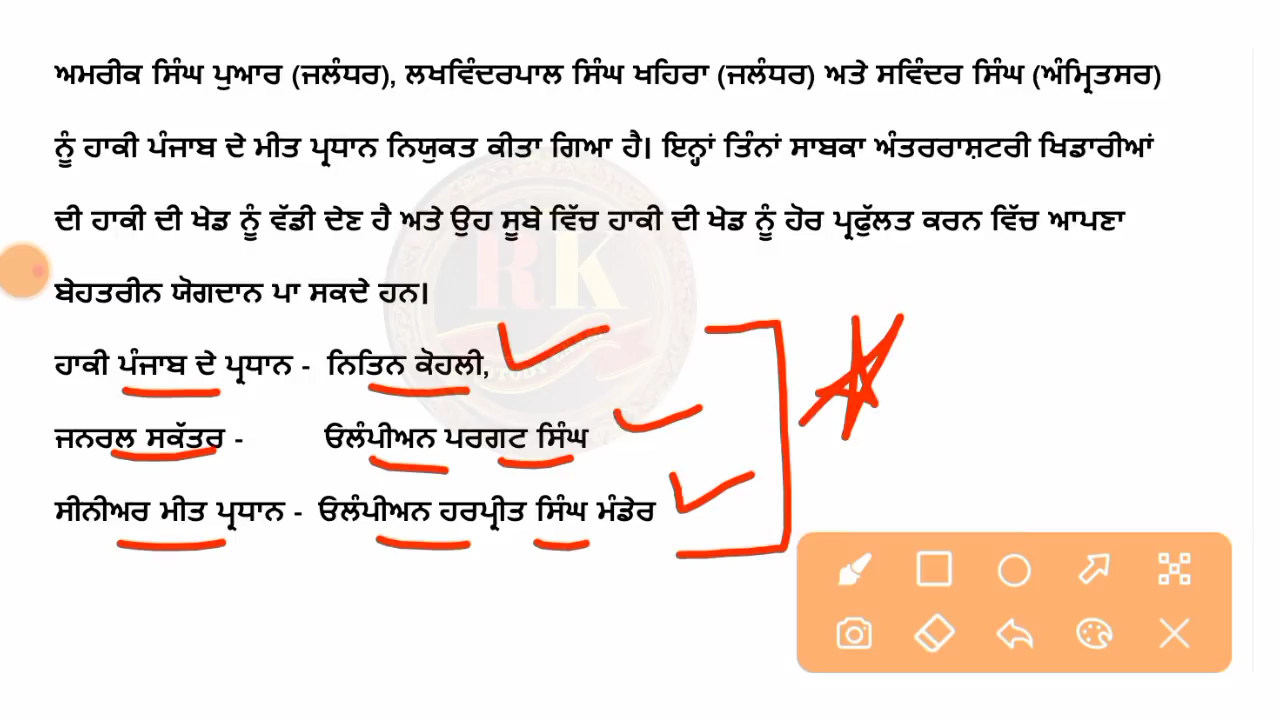 ਅਮਰੀਕ ਸਿੰਘ ਪੁਆਰ (ਜਲੰਧਰ), ਲਖਵਿੰਦਰਪਾਲ ਸਿੰਘ ਖਹਿਰਾ (ਜਲੰਧਰ) ਅਤੇ ਸਵਿੰਦਰ ਸਿੰਘ (ਅੰਮ੍ਰਿਤਸਰ)
ਨੂੰ ਹਾਕੀ ਪੰਜਾਬ ਦੇ ਮੀਤ ਪ੍ਰਧਾਨ ਨਿਯੁਕਤ ਕੀਤਾ ਗਿਆ ਹੈ। ਇਨ੍ਹਾਂ ਤਿੰਨਾਂ ਸਾਬਕਾ ਅੰਤਰਰਾਸ਼ਟਰੀ ਖਿਡਾਰੀਆਂ
ਦੀ ਹਾਕੀ ਦੀ ਖੇਡ ਨੂੰ ਵੱਡੀ ਦੇਣ ਹੈ ਅਤੇ ਉਹ ਸੂਬੇ ਵਿੱਚ ਹਾਕੀ ਦੀ ਖੇਡ ਨੂੰ ਹੋਰ ਪ੍ਰਫੁੱਲਤ ਕਰਨ ਵਿੱਚ ਆਪਣਾ
ਬੇਹਤਰੀਨ ਯੋਗਦਾਨ ਪਾ ਸਕਦੇ ਹਨ।
RK
ਹਾਕੀ ਪੰਜਾਬ ਦੇ ਪ੍ਰਧਾਨ - ਨਿਤਿਨ ਕੋਹਲੀ,
ਜਨਰਲ ਸਕੱਤਰ - ਓਲੰਪੀਅਨ ਪਰਗਟ ਸਿੰਘ
ਸੀਨੀਅਰ ਮੀਤ ਪ੍ਰਧਾਨ - ਓਲੰਪੀਅਨ ਹਰਪ੍ਰੀਤ ਸਿੰਘ ਮੰਡੇਰ